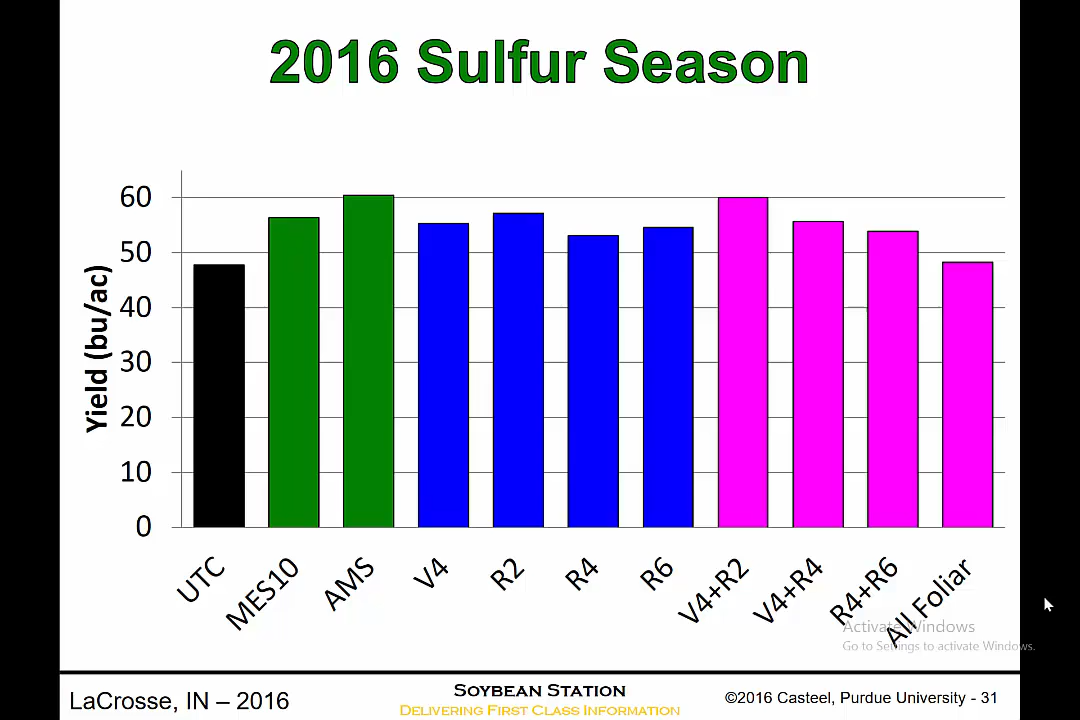 2016 Sulfur Season
Yield (bu/ac)
60
50
40
30
20
10
0
UTC
MES10
AMS
V4
R2
R4
R6
V4+R2
V4+R4
R4+R6
All Foliar
Activate Windows
Go to Settings to activate Windows.
LaCrosse, IN – 2016
SOYBEAN STATION
DELIVERING FIRST CLASS INFORMATION
©2016 Casteel, Purdue University - 31